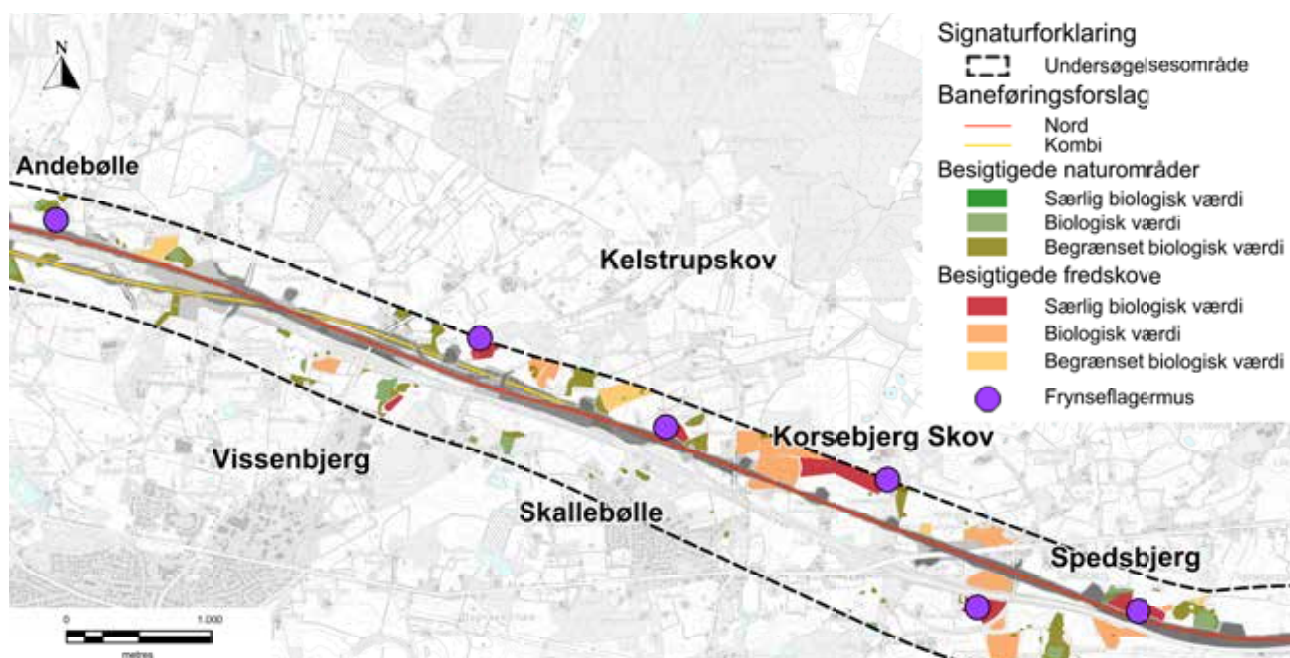 N
Andebølle
Kelstrupskov
Korsebjerg Skov
Vissenbjerg
Skallebølle
Spedsbjerg
0 1.000
metres
Signaturforklaring
Undersøgelsesområde
Baneføringsforslag
Nord
Kombi
Besigtigede naturområder
Særlig biologisk værdi
Biologisk værdi
Begrænset biologisk værdi
Besigtigede fredskove
Særlig biologisk værdi
Biologisk værdi
Begrænset biologisk værdi
Frynseflagermus